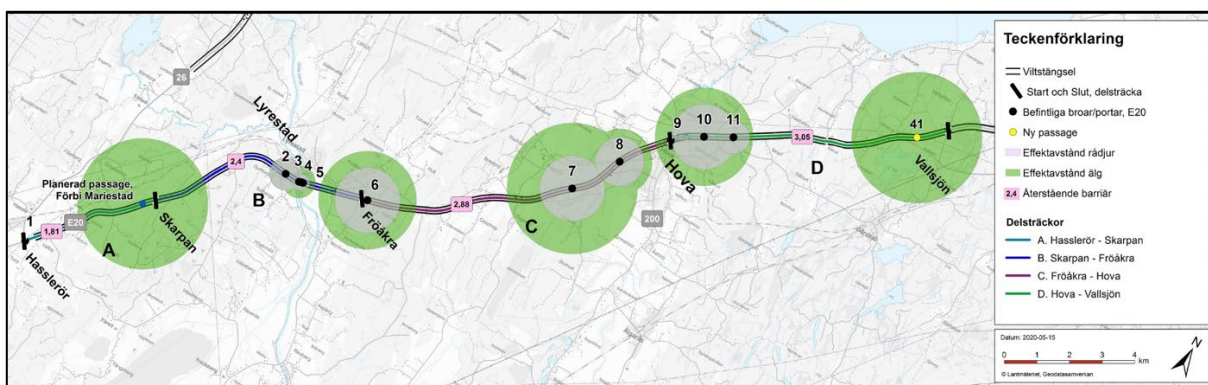 26
Lyrestad
Planerad passage,
Förbi Mariestad
2,4
2
3
4
5
B
6
1
1,81
E20
A
Skarpan
Hasslerör
Fröåkra
2,88
7
8
C
9
10
11
Hova
200
3,05
D
41
Vallsjön
Teckenförklaring
Viltstängsel
Start och Slut, delsträcka
Befintliga broar/portar, E20
Ny passage
Effektavstånd rådjur
Effektavstånd älg
2,4 Återstående barriär
Delsträckor
A. Hasslerör - Skarpan
B. Skarpan - Fröåkra
C. Fröåkra - Hova
D. Hova - Vallsjön
Datum: 2020-05-15
0 1 2 3 4
km
© Lantmäteriet, Geodatasamverkan
N